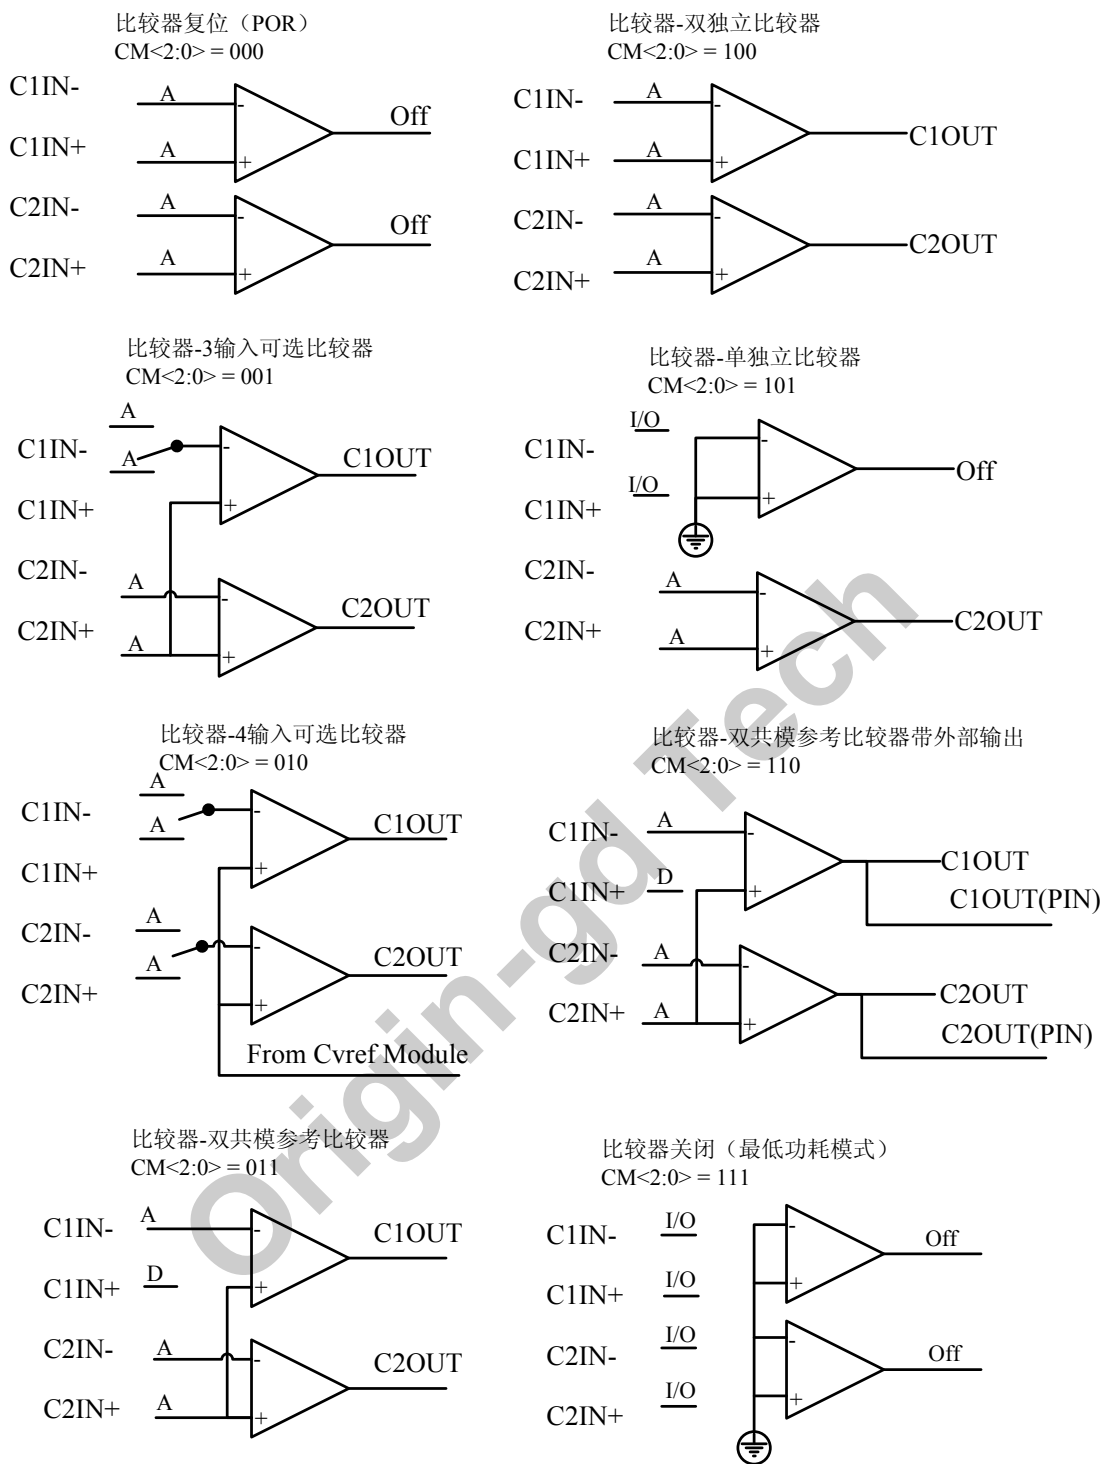 比较器复位（POR）
CM<2:0> = 000
C1IN-
A
-
Off
C1IN+
A
+
C2IN-
A
-
Off
C2IN+
A
+
比较器-双独立比较器
CM<2:0> = 100
C1IN-
A
-
C1OUT
C1IN+
A
+
C2IN-
A
-
C2OUT
C2IN+
A
+
比较器-3输入可选比较器
CM<2:0> = 001
A
C1IN-
A
-
C1OUT
C1IN+
+
C2IN-
A
-
C2OUT
C2IN+
A
+
比较器-单独立比较器
CM<2:0> = 101
I/O
C1IN-
-
Off
I/O
C1IN+
+
C2IN-
A
-
C2OUT
C2IN+
A
+
比较器-4输入可选比较器
CM<2:0> = 010
A
C1IN-
A
-
C1OUT
C1IN+
+
A
C2IN-
A
-
C2OUT
C2IN+
+
From Cvref Module
比较器-双共模参考比较器带外部输出
CM<2:0> = 110
C1IN-
A
-
C1OUT
C1IN+
D
+
C1OUT(PIN)
C2IN-
A
-
C2OUT
C2IN+
A
+
C2OUT(PIN)
比较器-双共模参考比较器
CM<2:0> = 011
C1IN-
A
-
C1OUT
C1IN+
D
+
C2IN-
A
-
C2OUT
C2IN+
A
+
比较器关闭（最低功耗模式）
CM<2:0> = 111
C1IN-
I/O
-
Off
C1IN+
I/O
+
C2IN-
I/O
-
Off
C2IN+
I/O
+
Origin-gd Tech